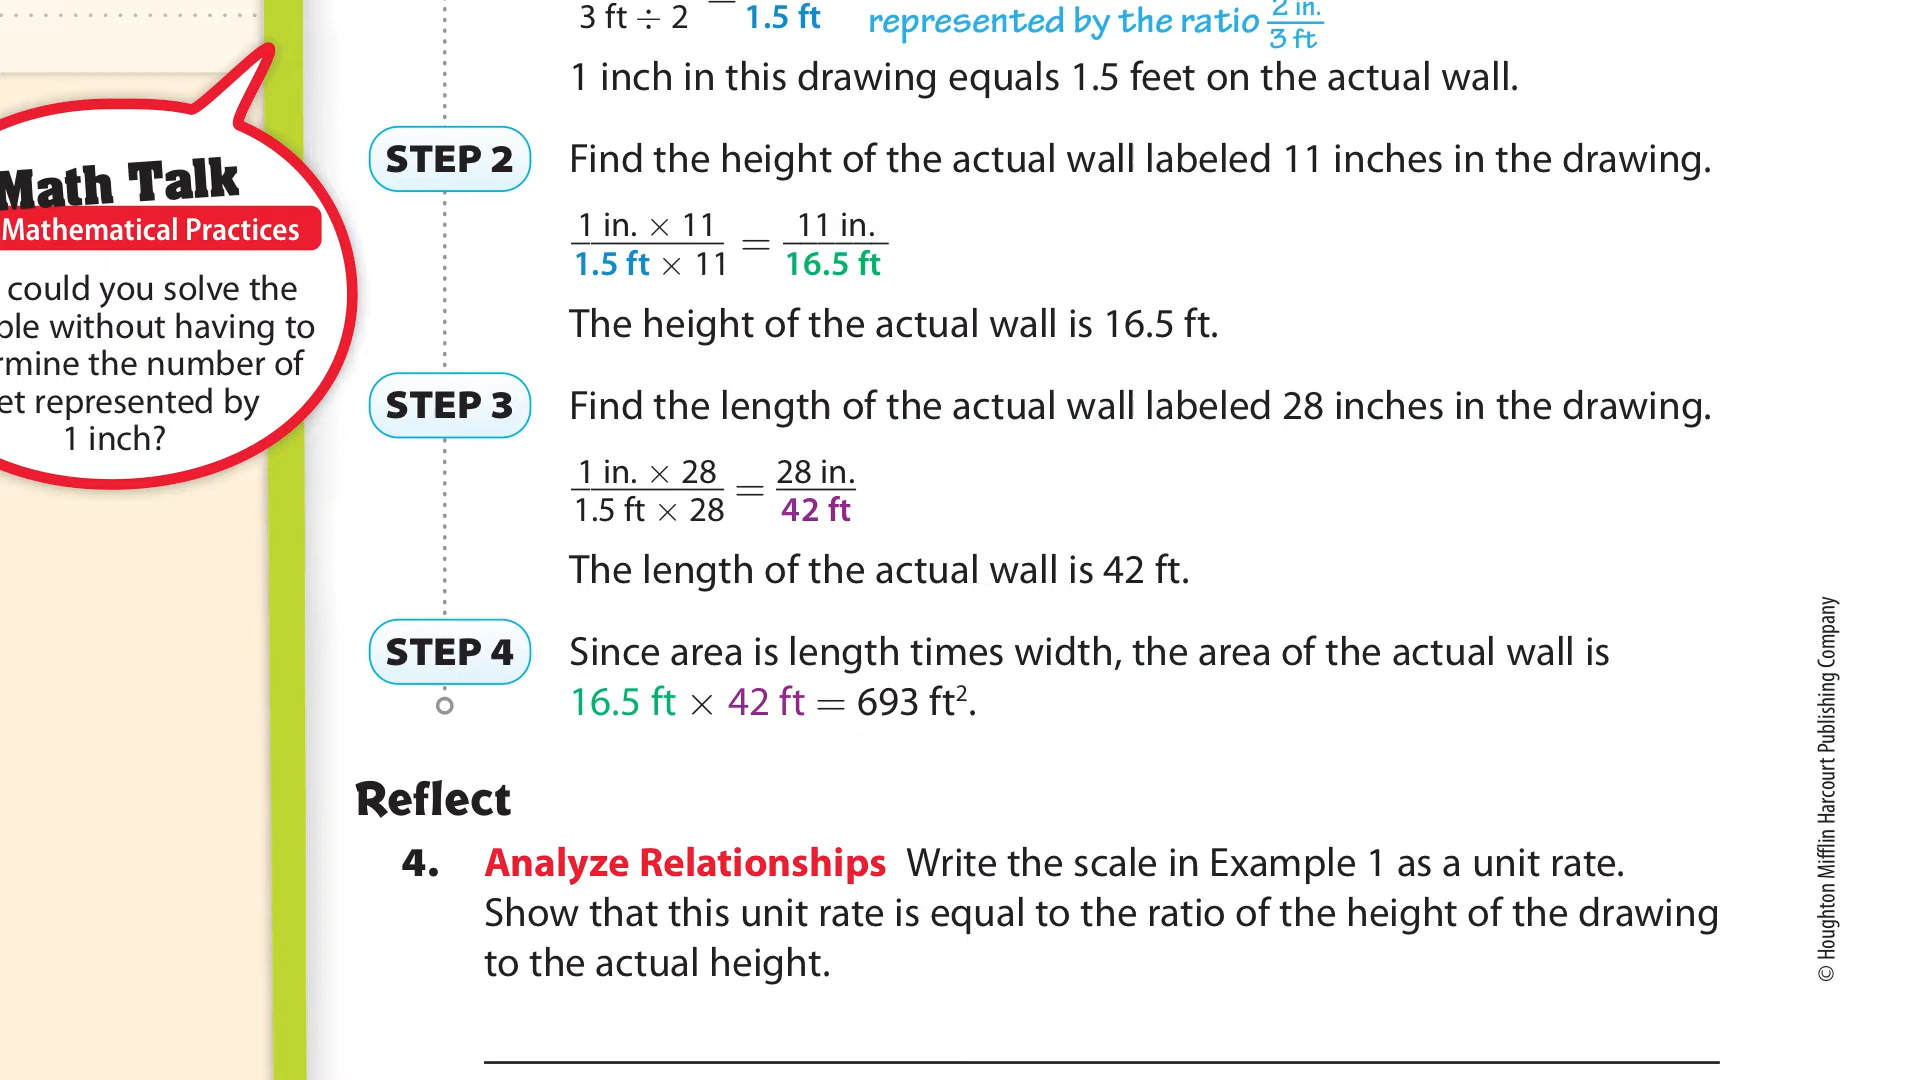 3 ft ÷ 2 = 1.5 ft represented by the ratio 2 in./3 ft
1 inch in this drawing equals 1.5 feet on the actual wall.
STEP 2 Find the height of the actual wall labeled 11 inches in the drawing.
1 in. × 11 / 1.5 ft × 11 = 11 in. / 16.5 ft
The height of the actual wall is 16.5 ft.
STEP 3 Find the length of the actual wall labeled 28 inches in the drawing.
1 in. × 28 / 1.5 ft × 28 = 28 in. / 42 ft
The length of the actual wall is 42 ft.
STEP 4 Since area is length times width, the area of the actual wall is
16.5 ft × 42 ft = 693 ft².
Math Talk
Mathematical Practices
could you solve the
without having to
the number of
represented by
1 inch?
Reflect
4. Analyze Relationships Write the scale in Example 1 as a unit rate.
Show that this unit rate is equal to the ratio of the height of the drawing
to the actual height.
© Houghton Mifflin Harcourt Publishing Company